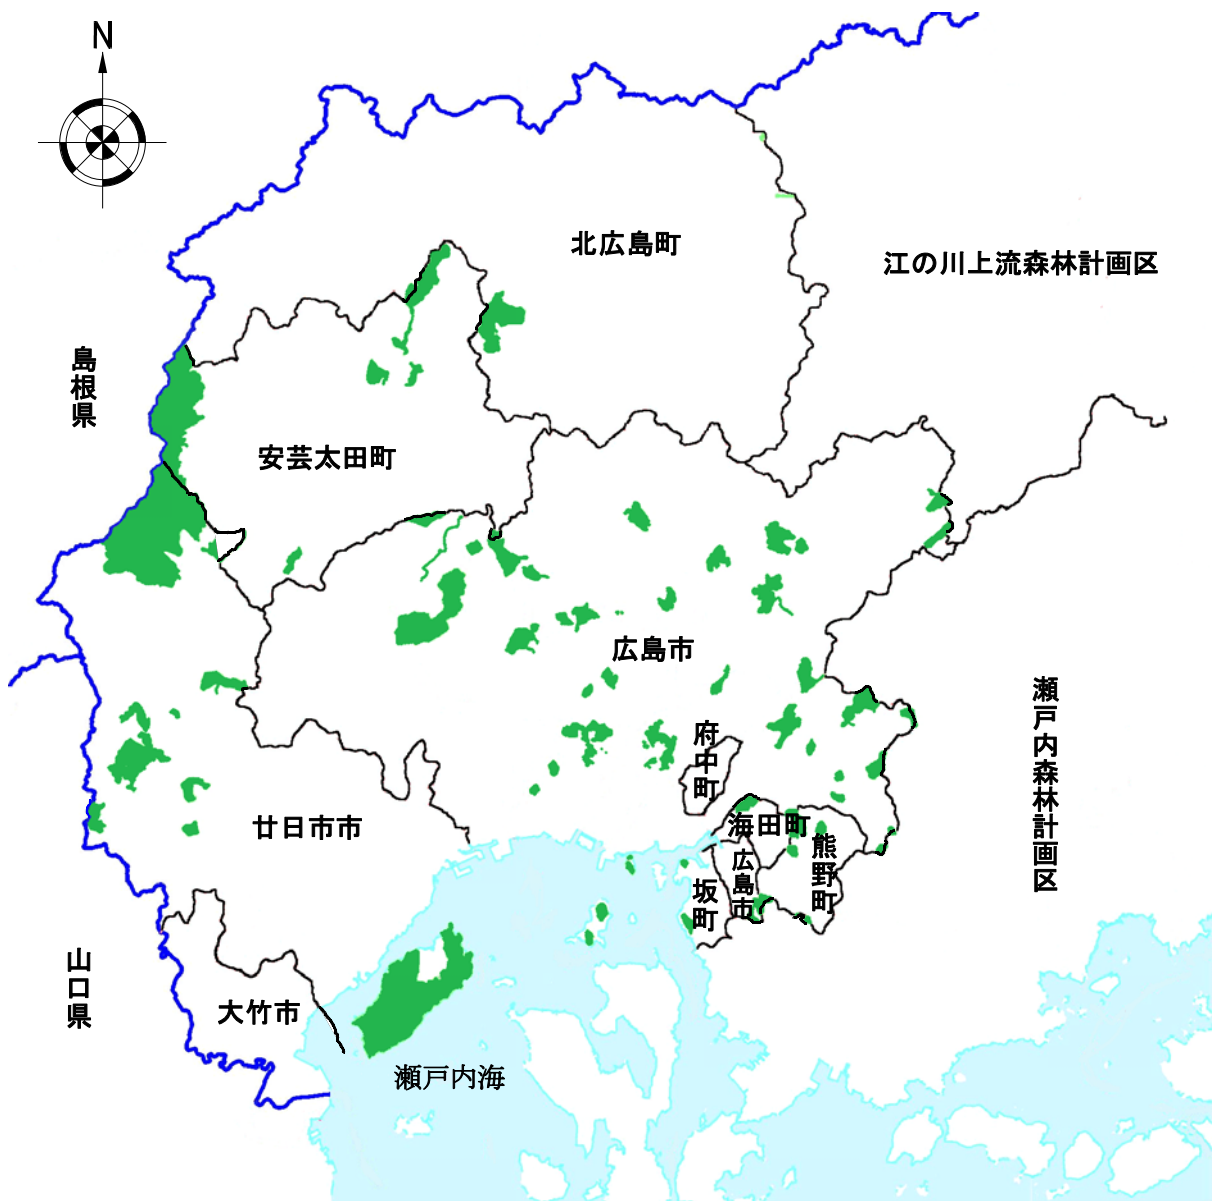 N
北広島町
江の川上流森林計画区
島根県
安芸太田町
広島市
瀬戸内森林計画区
府中町
海田町
廿日市市
熊野町
広島市
坂町
山口県
大竹市
瀬戸内海